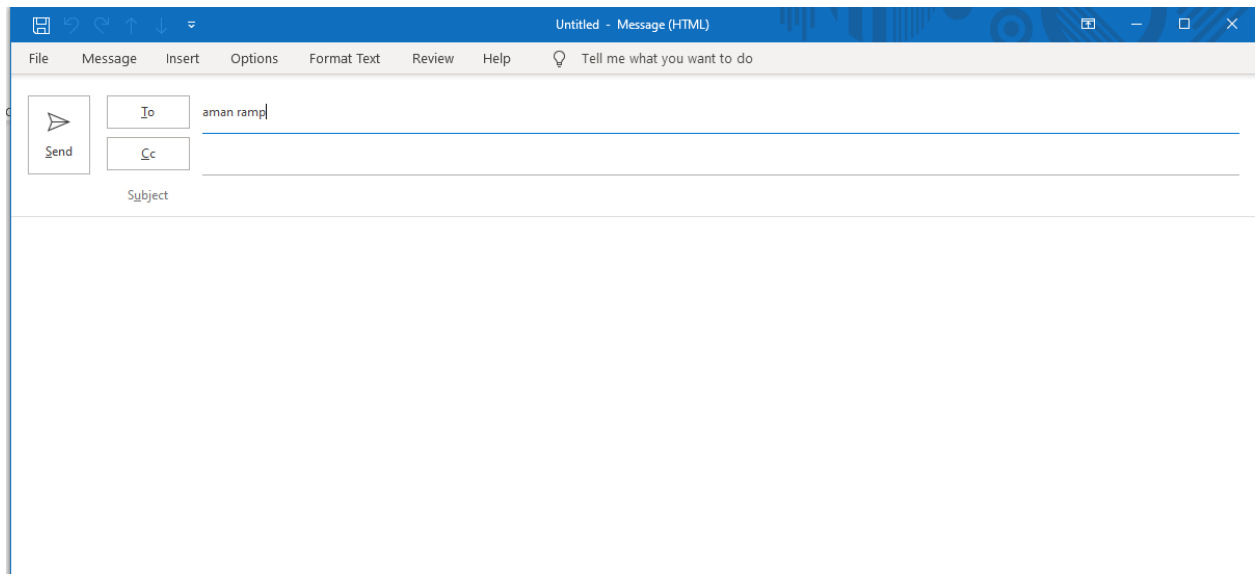 Untitled - Message (HTML)
File Message Insert Options Format Text Review Help Tell me what you want to do
To aman ramp
Send Cc
Subject